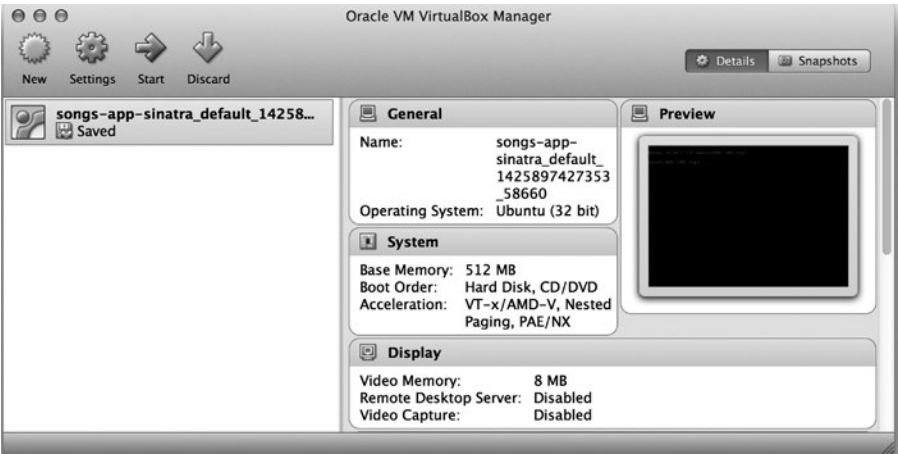 Oracle VM VirtualBox Manager
New Settings Start Discard
Details Snapshots
songs-app-sinatra_default_14258...
Saved
General
Name: songs-app-
sinatra_default_
1425897427353
_58660
Operating System: Ubuntu (32 bit)
Preview
System
Base Memory: 512 MB
Boot Order: Hard Disk, CD/DVD
Acceleration: VT-x/AMD-V, Nested
Paging, PAE/NX
Display
Video Memory: 8 MB
Remote Desktop Server: Disabled
Video Capture: Disabled